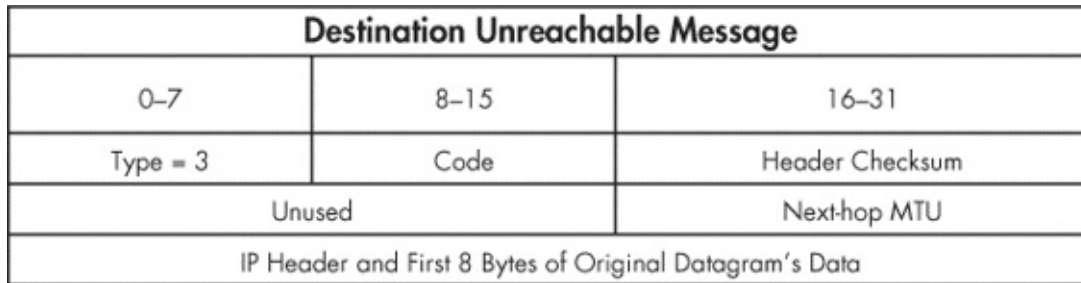 Destination Unreachable Message
0–7 8–15 16–31
Type = 3 Code Header Checksum
Unused Next-hop MTU
IP Header and First 8 Bytes of Original Datagram's Data